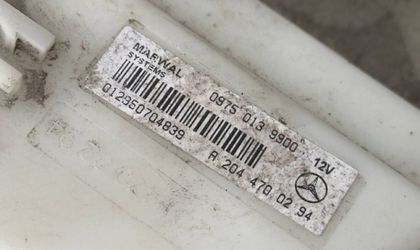 MARWAL
SYSTEMS
0975 013 9900
12V
012350704839
A 204 470 02 94